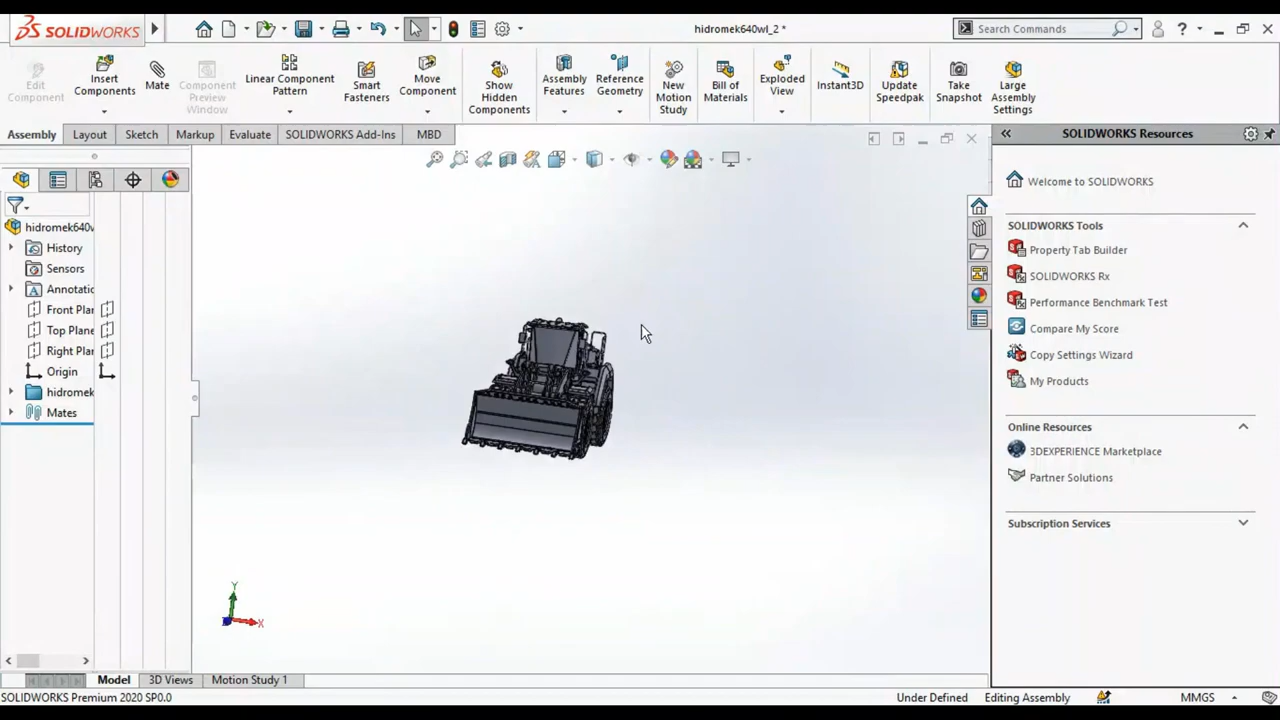 SOLIDWORKS
hidromek640wl_2 *
Search Commands
?
Edit
Component
Insert
Components
Mate
Component
Preview
Window
Linear Component
Pattern
Smart
Fasteners
Move
Component
Show
Hidden
Components
Assembly
Features
Reference
Geometry
New
Motion
Study
Bill of
Materials
Exploded
View
Instant3D
Update
Speedpak
Take
Snapshot
Large
Assembly
Settings
Assembly
Layout
Sketch
Markup
Evaluate
SOLIDWORKS Add-Ins
MBD
SOLIDWORKS Resources
hidromek640w
History
Sensors
Annotatio
Front Plar
Top Plane
Right Plar
Origin
hidromek
Mates
Welcome to SOLIDWORKS
SOLIDWORKS Tools
Property Tab Builder
SOLIDWORKS Rx
Performance Benchmark Test
Compare My Score
Copy Settings Wizard
My Products
Online Resources
3DEXPERIENCE Marketplace
Partner Solutions
Subscription Services
Y
X
Model
3D Views
Motion Study 1
SOLIDWORKS Premium 2020 SP0.0
Under Defined
Editing Assembly
MMGS